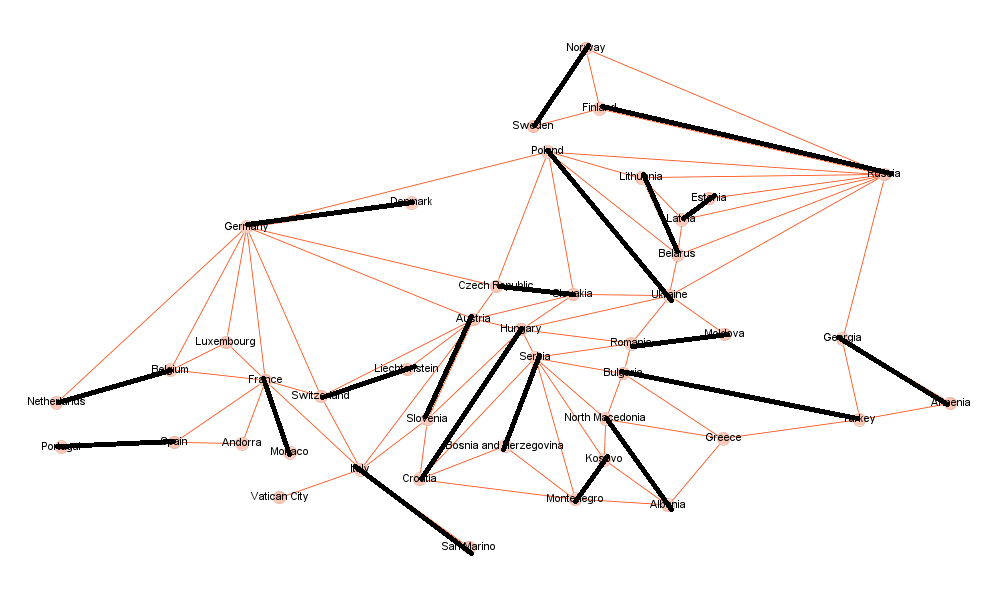 Norway
Finland
Sweden
Poland
Russia
Lithuania
Estonia
Denmark
Latvia
Germany
Belarus
Czech Republic
Slovakia
Ukraine
Austria
Hungary
Moldova
Georgia
Luxembourg
Romania
Serbia
Belgium
Liechtenstein
Bulgaria
France
Switzerland
Netherlands
Armenia
Slovenia
North Macedonia
Turkey
Greece
Portugal
Spain
Andorra
Bosnia and Herzegovina
Monaco
Kosovo
Italy
Croatia
Vatican City
Montenegro
Albania
San Marino